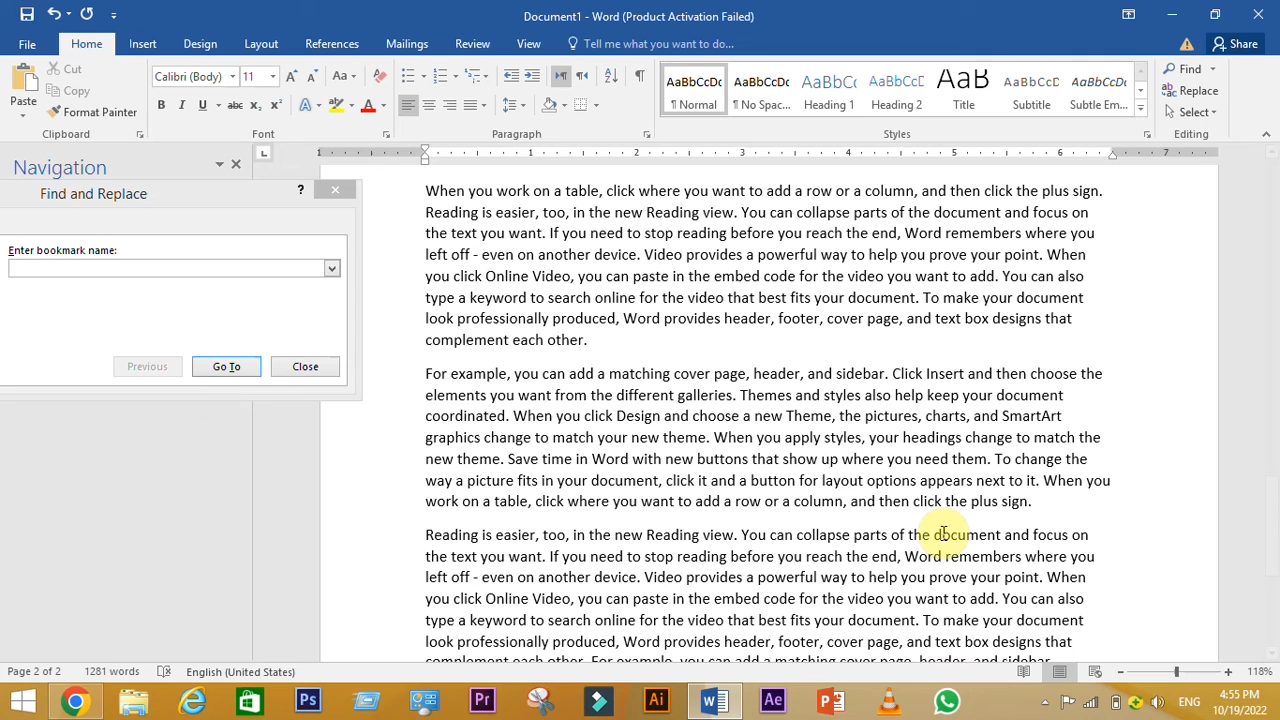 Document1 - Word (Product Activation Failed)
File Home Insert Design Layout References Mailings Review View Tell me what you want to do... Share
Paste
Cut
Copy
Format Painter
Clipboard
Calibri (Body) 11
Font
Paragraph
AaBbCcDc AaBbCcDc AaBbC AaBbCcD AaB AaBbCcD AaBbCcDc
¶ Normal ¶ No Spac... Heading 1 Heading 2 Title Subtitle Subtle Em...
Styles
Find
Replace
Select
Editing
Navigation
Find and Replace
Enter bookmark name:
Previous Go To Close
1 1 2 3 4 5 6 7
When you work on a table, click where you want to add a row or a column, and then click the plus sign.
Reading is easier, too, in the new Reading view. You can collapse parts of the document and focus on
the text you want. If you need to stop reading before you reach the end, Word remembers where you
left off - even on another device. Video provides a powerful way to help you prove your point. When
you click Online Video, you can paste in the embed code for the video you want to add. You can also
type a keyword to search online for the video that best fits your document. To make your document
look professionally produced, Word provides header, footer, cover page, and text box designs that
complement each other.
For example, you can add a matching cover page, header, and sidebar. Click Insert and then choose the
elements you want from the different galleries. Themes and styles also help keep your document
coordinated. When you click Design and choose a new Theme, the pictures, charts, and SmartArt
graphics change to match your new theme. When you apply styles, your headings change to match the
new theme. Save time in Word with new buttons that show up where you need them. To change the
way a picture fits in your document, click it and a button for layout options appears next to it. When you
work on a table, click where you want to add a row or a column, and then click the plus sign.
Reading is easier, too, in the new Reading view. You can collapse parts of the document and focus on
the text you want. If you need to stop reading before you reach the end, Word remembers where you
left off - even on another device. Video provides a powerful way to help you prove your point. When
you click Online Video, you can paste in the embed code for the video you want to add. You can also
type a keyword to search online for the video that best fits your document. To make your document
look professionally produced, Word provides header, footer, cover page, and text box designs that
complement each other. For example, you can add a matching cover page, header, and sidebar.
Page 2 of 2 1281 words English (United States) 118%
ENG
4:55 PM
10/19/2022